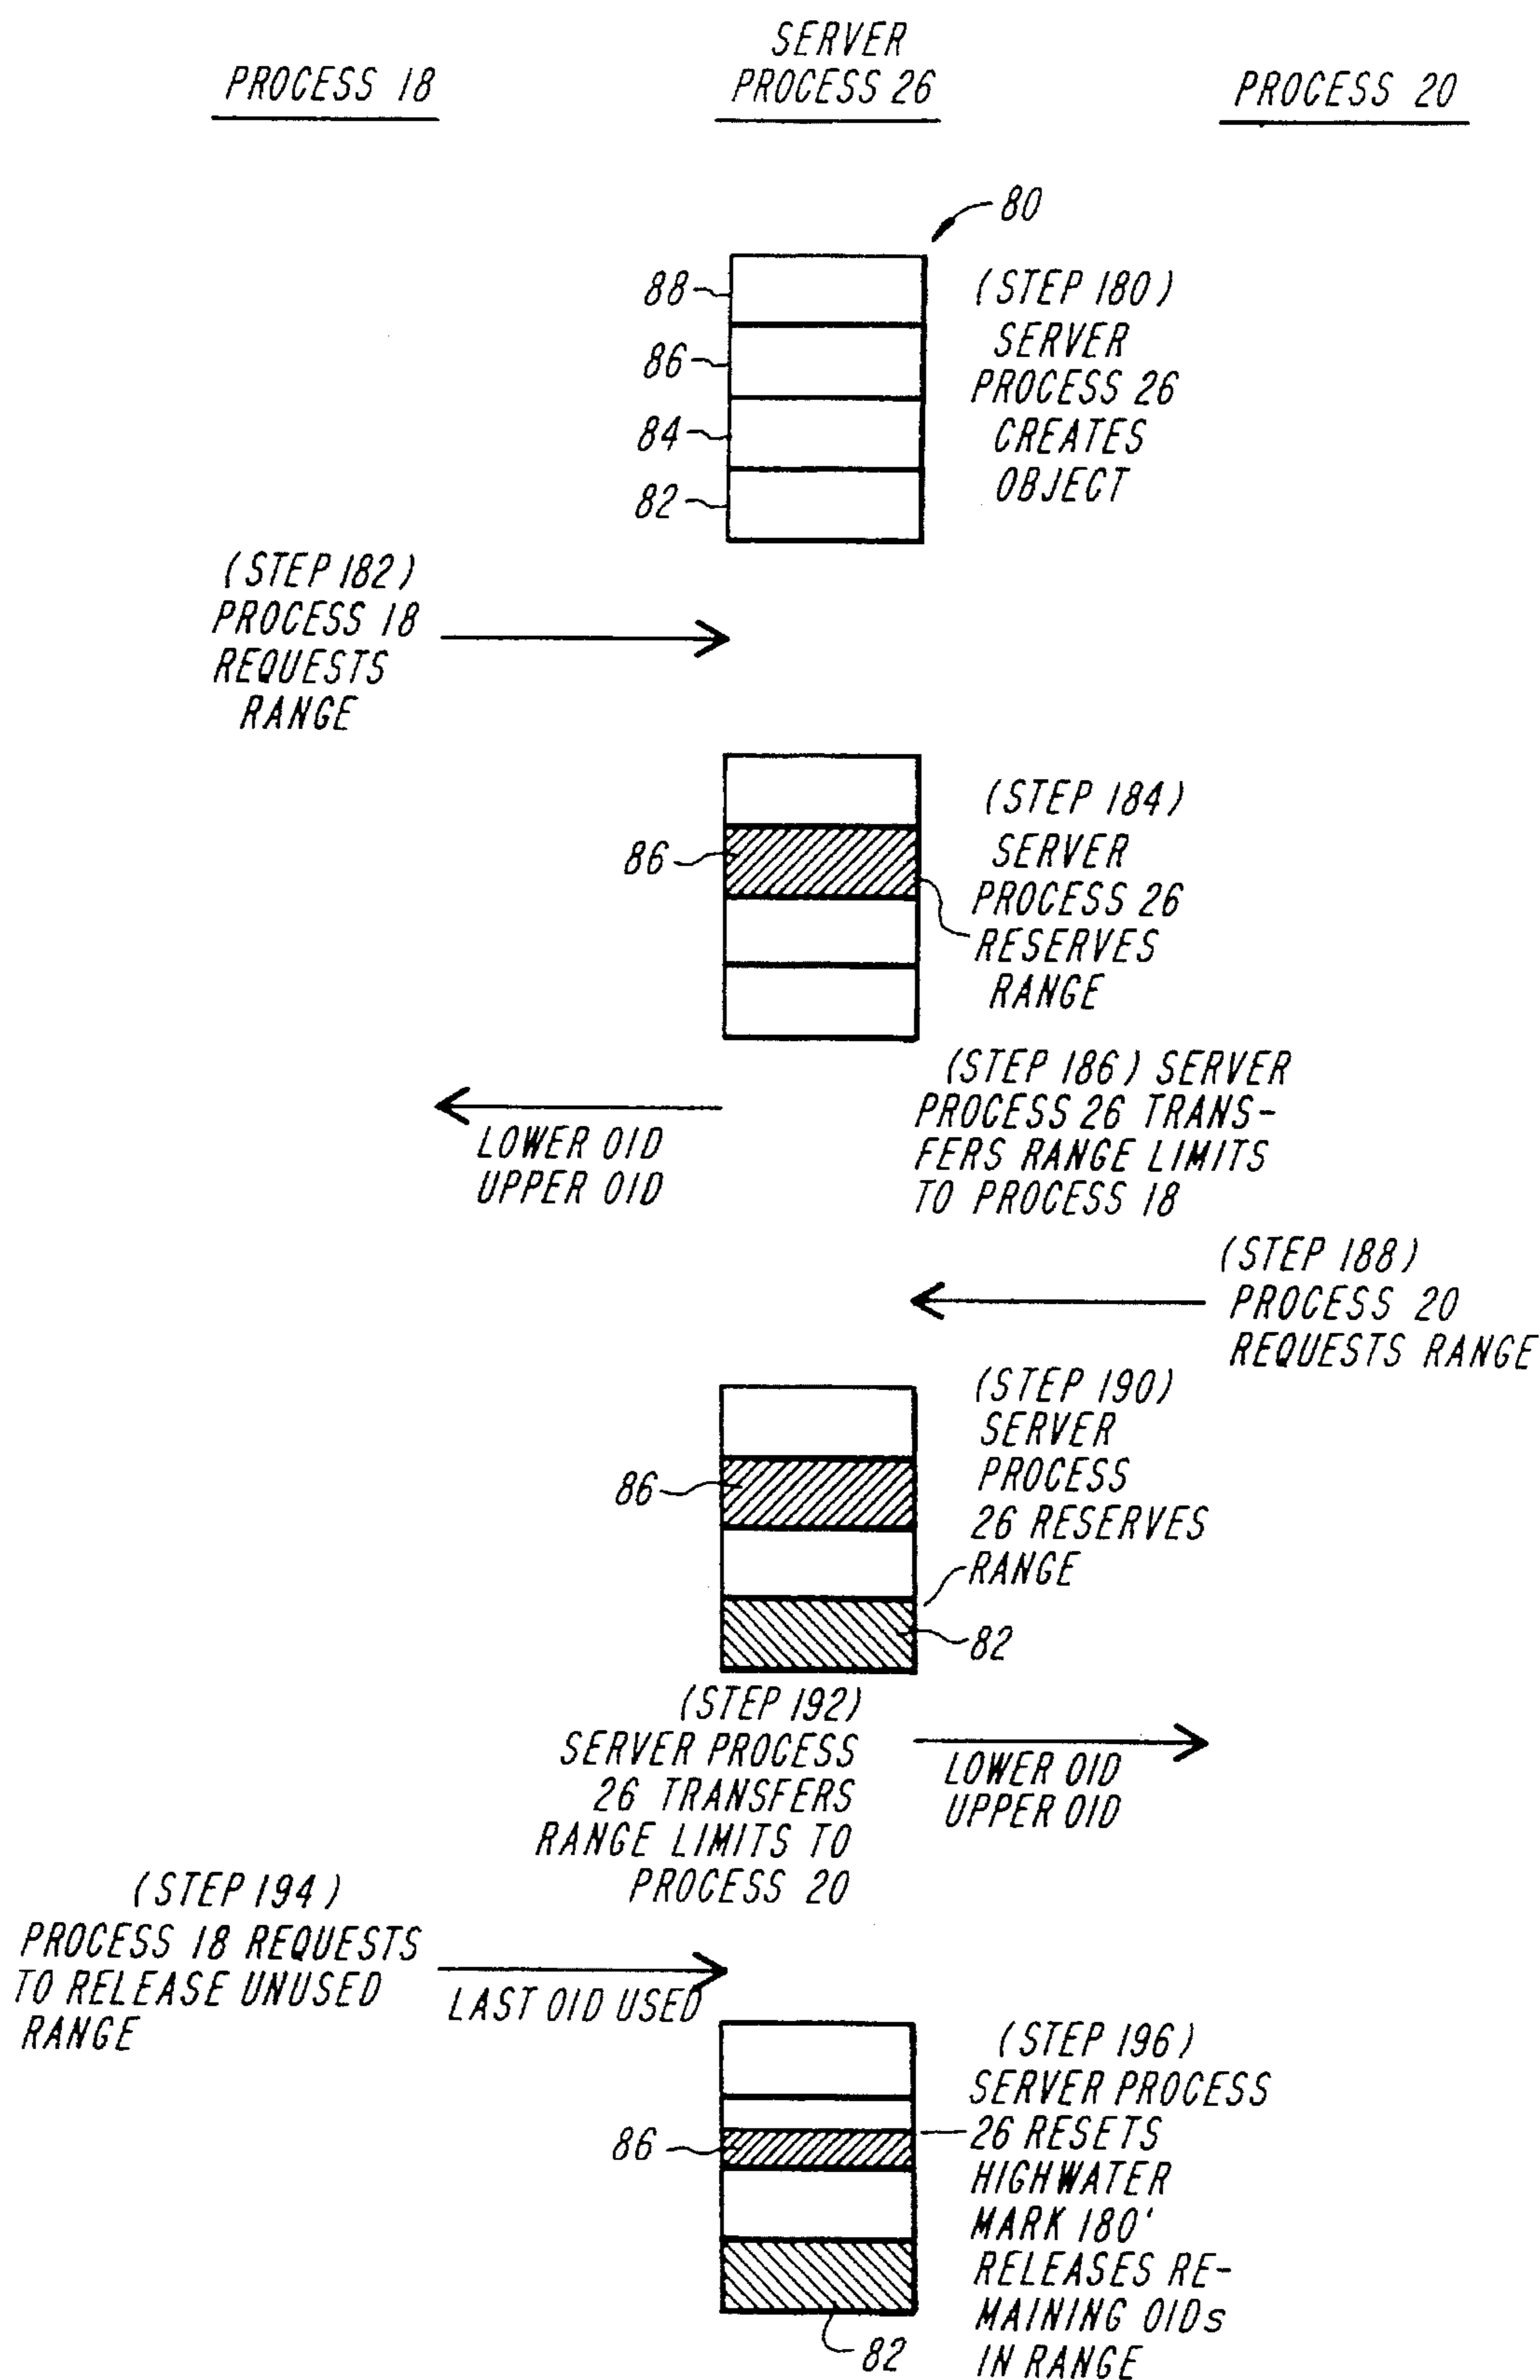 PROCESS 18
SERVER
PROCESS 26
PROCESS 20
80
88
86
84
82
(STEP 180)
SERVER
PROCESS 26
CREATES
OBJECT
(STEP 182)
PROCESS 18
REQUESTS
RANGE
86
(STEP 184)
SERVER
PROCESS 26
RESERVES
RANGE
LOWER OID
UPPER OID
(STEP 186) SERVER
PROCESS 26 TRANS-
FERS RANGE LIMITS
TO PROCESS 18
(STEP 188)
PROCESS 20
REQUESTS RANGE
86
(STEP 190)
SERVER
PROCESS
26 RESERVES
RANGE
82
(STEP 192)
SERVER PROCESS
26 TRANSFERS
RANGE LIMITS TO
PROCESS 20
LOWER OID
UPPER OID
(STEP 194)
PROCESS 18 REQUESTS
TO RELEASE UNUSED
RANGE
LAST OID USED
86
(STEP 196)
SERVER PROCESS
26 RESETS
HIGHWATER
MARK 180'
RELEASES RE-
MAINING OIDs
IN RANGE
82